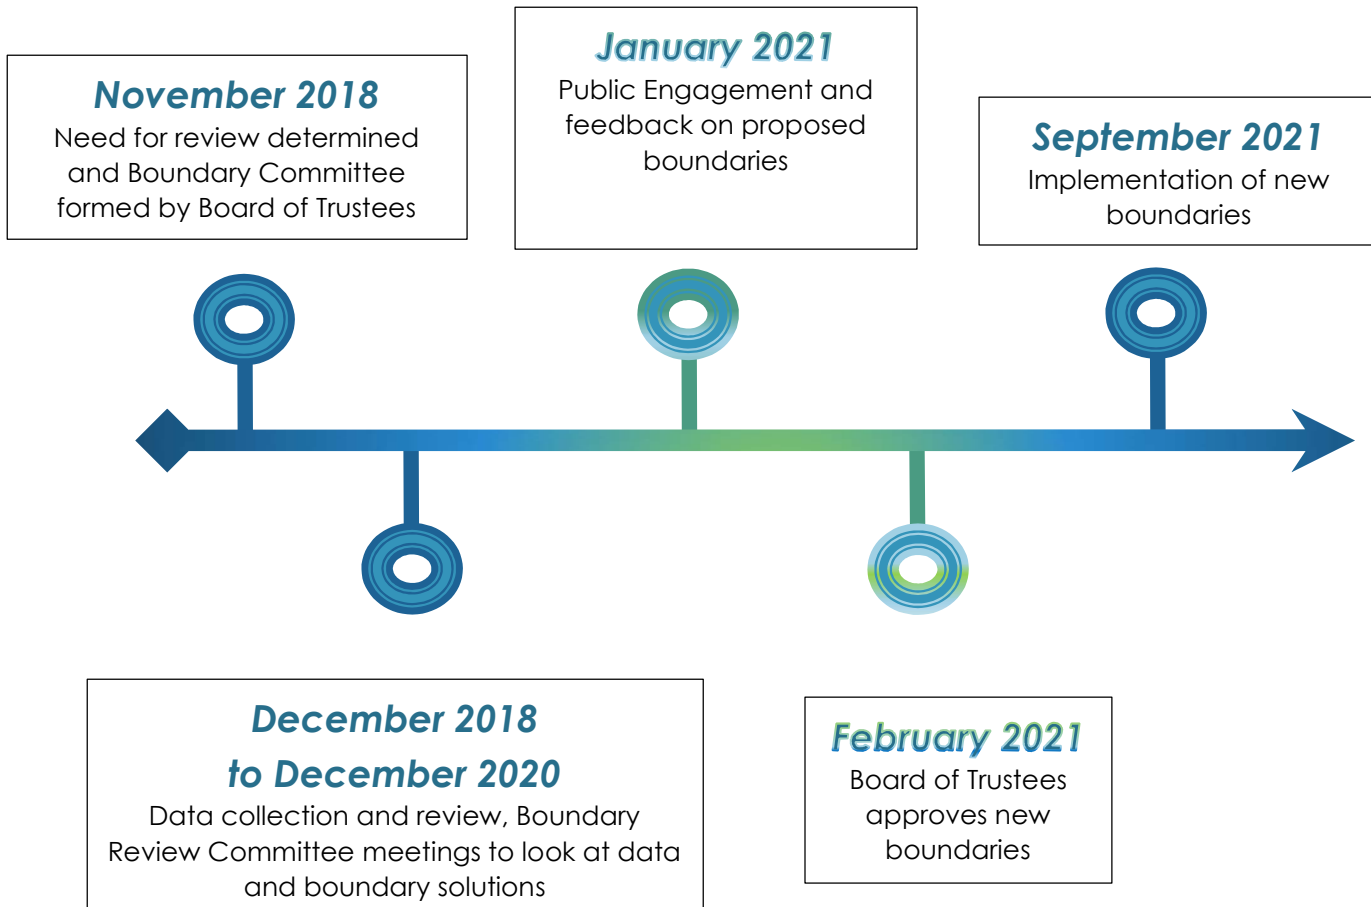 November 2018
Need for review determined
and Boundary Committee
formed by Board of Trustees
December 2018
to December 2020
Data collection and review, Boundary
Review Committee meetings to look at data
and boundary solutions
January 2021
Public Engagement and
feedback on proposed
boundaries
February 2021
Board of Trustees
approves new
boundaries
September 2021
Implementation of new
boundaries